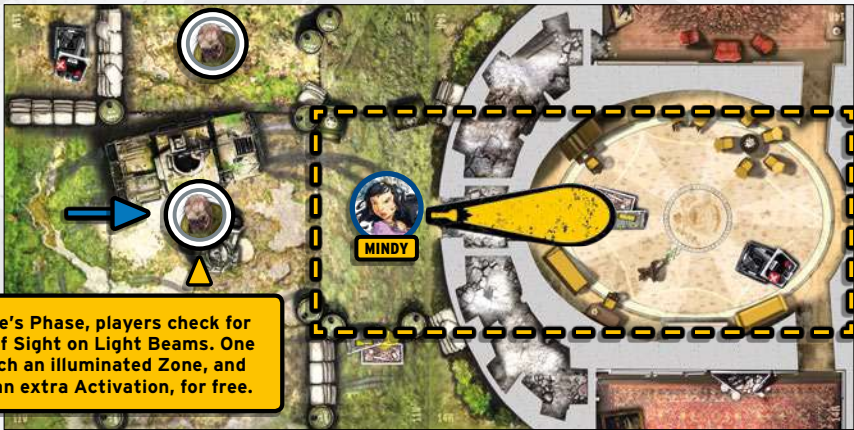 MINDY
e's Phase, players check for
f Sight on Light Beams. One
ch an illuminated Zone, and
an extra Activation, for free.